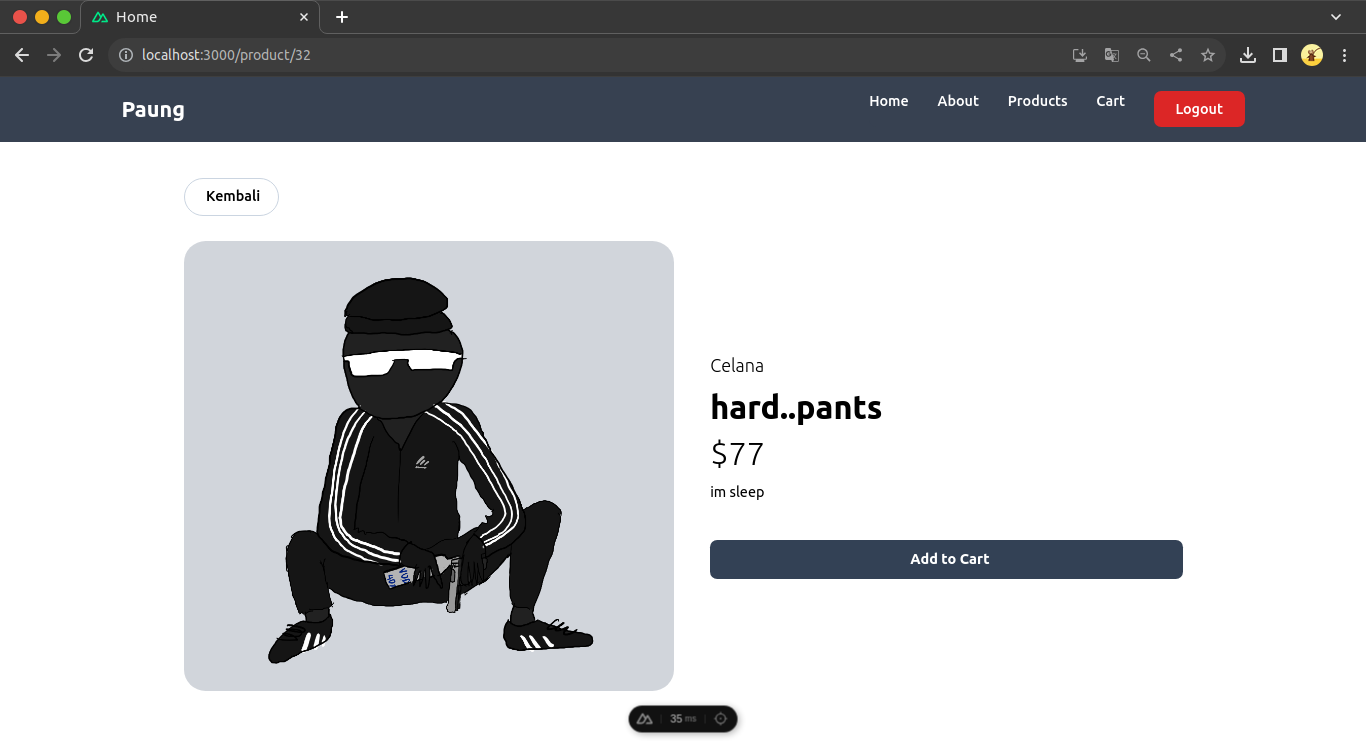 Home
localhost:3000/product/32
Paung
Home About Products Cart Logout
Kembali
Celana
hard..pants
$77
im sleep
Add to Cart
35 ms